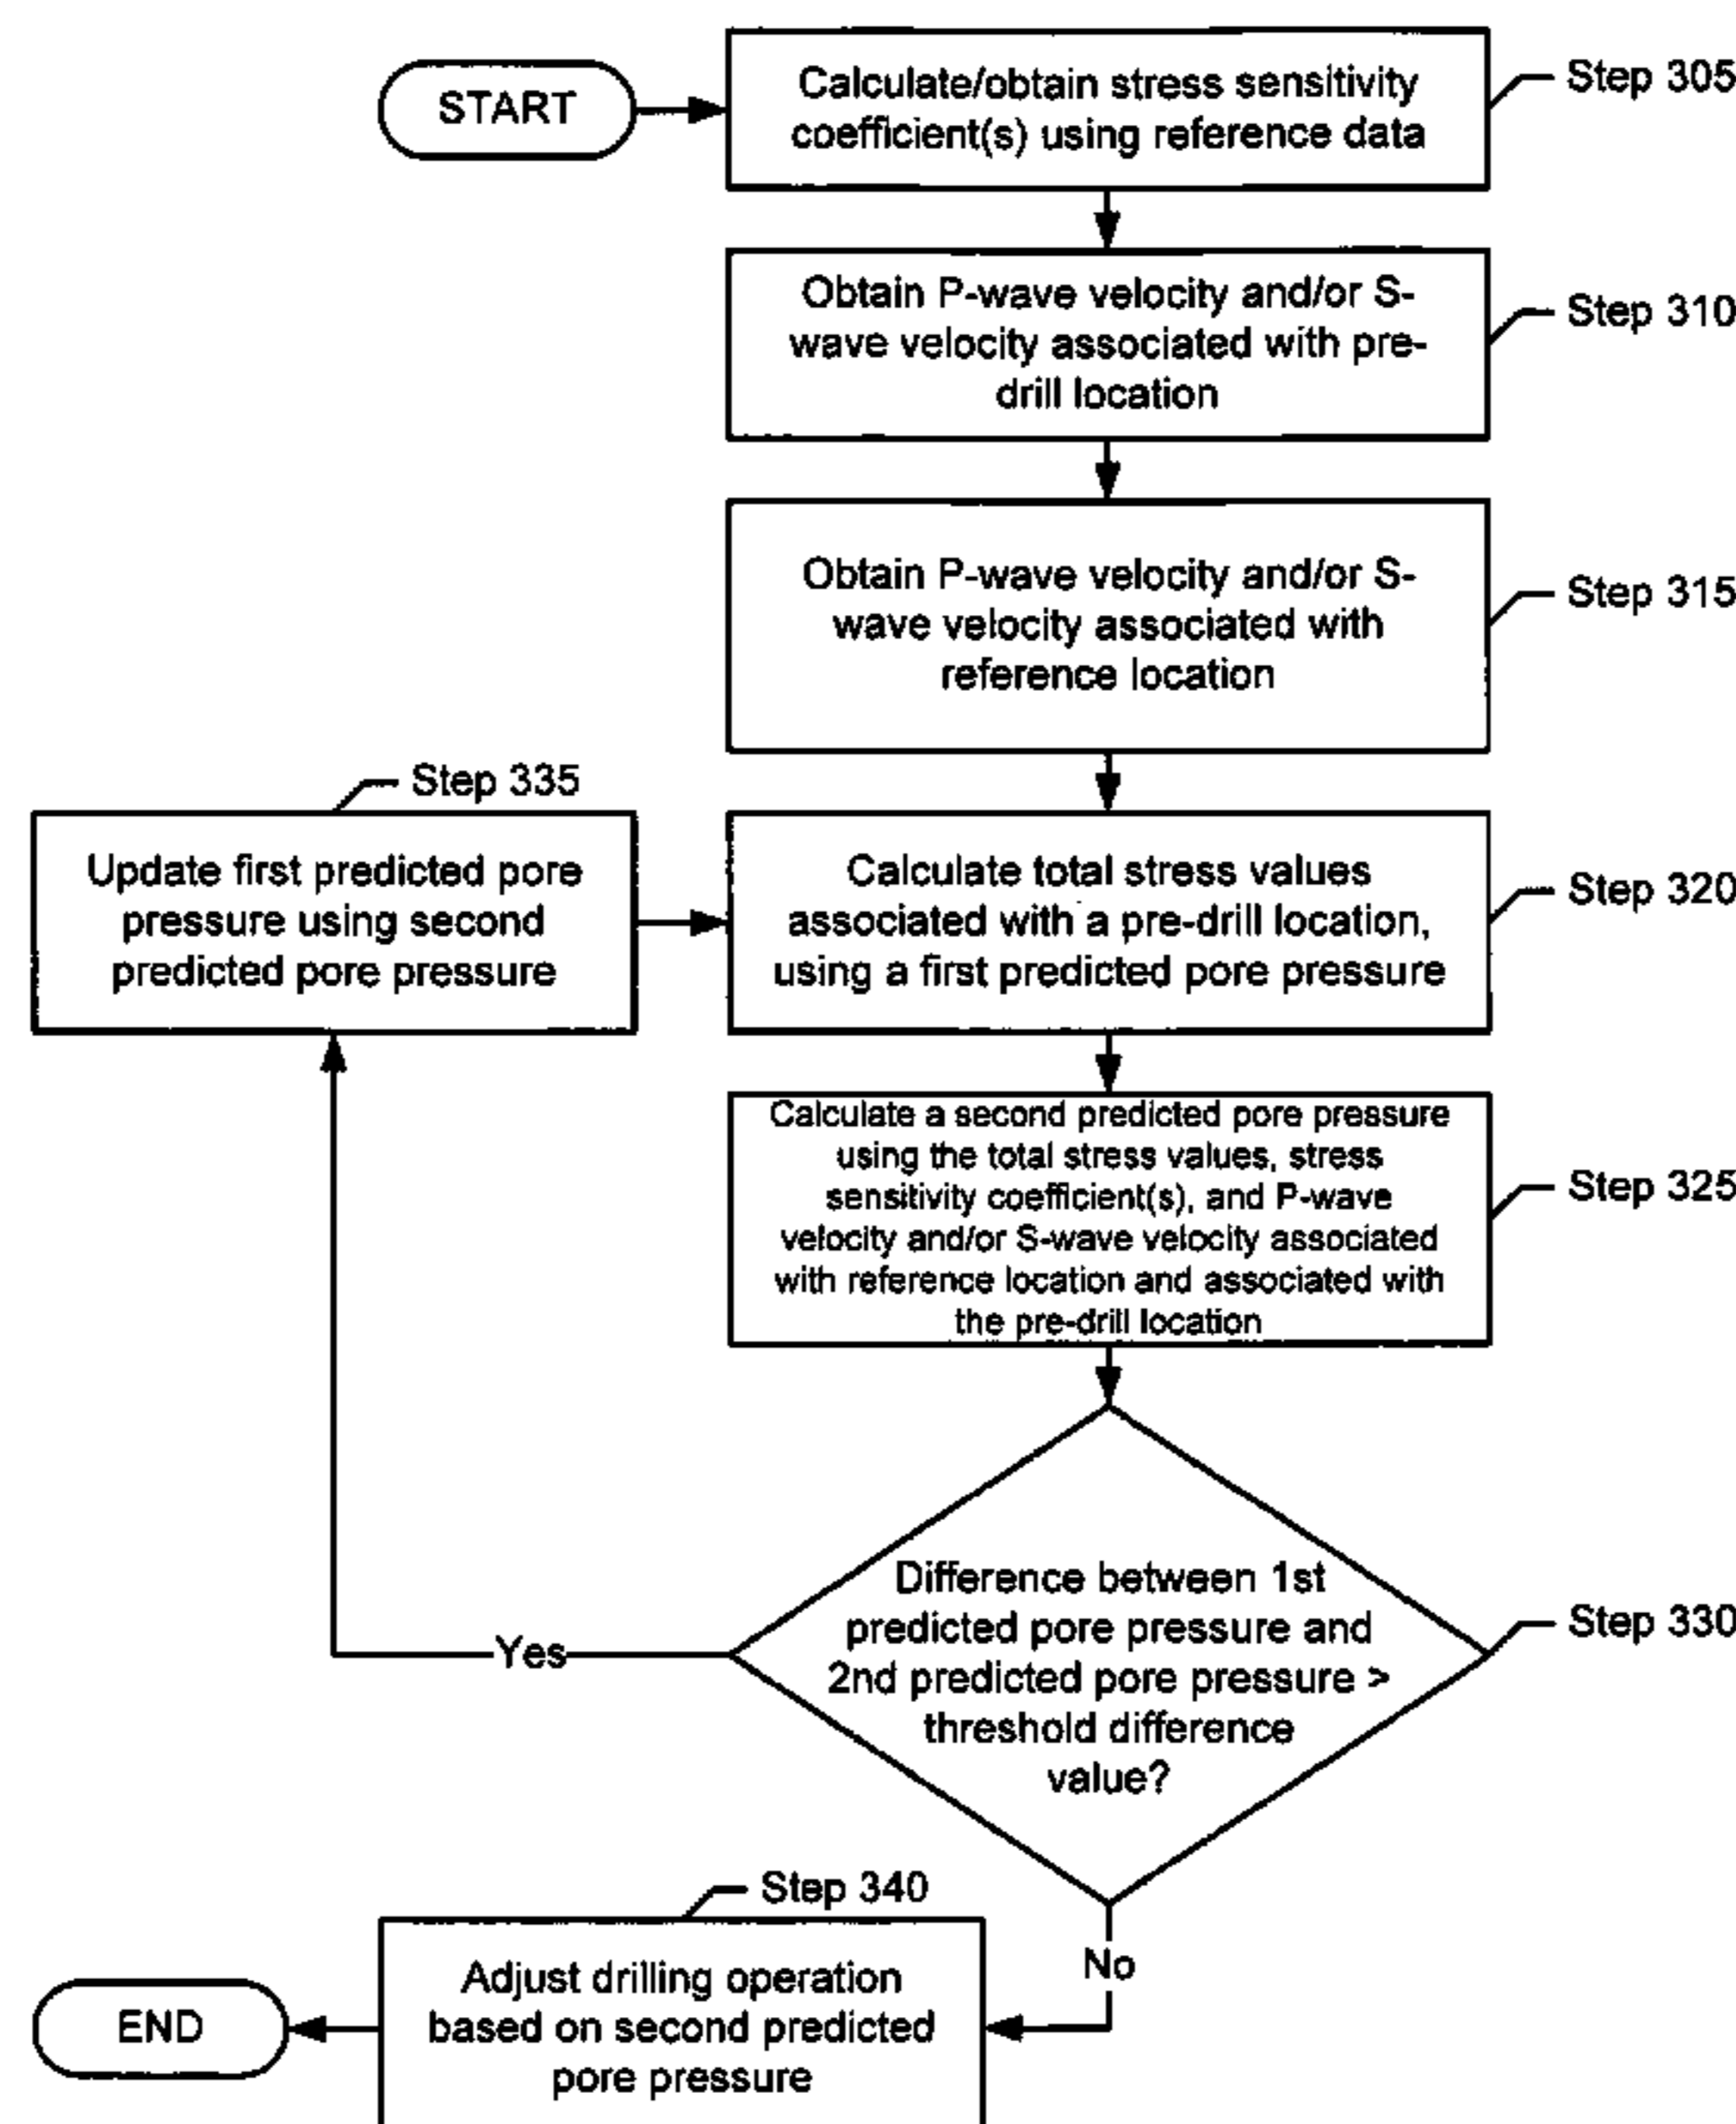 START
Calculate/obtain stress sensitivity
coefficient(s) using reference data
Step 305
Obtain P-wave velocity and/or S-
wave velocity associated with pre-
drill location
Step 310
Obtain P-wave velocity and/or S-
wave velocity associated with
reference location
Step 315
Step 335
Update first predicted pore
pressure using second
predicted pore pressure
Calculate total stress values
associated with a pre-drill location,
using a first predicted pore pressure
Step 320
Calculate a second predicted pore pressure
using the total stress values, stress
sensitivity coefficient(s), and P-wave
velocity and/or S-wave velocity associated
with reference location and associated with
the pre-drill location
Step 325
Difference between 1st
predicted pore pressure and
2nd predicted pore pressure >
threshold difference
value?
Step 330
Yes
No
Step 340
Adjust drilling operation
based on second predicted
pore pressure
END